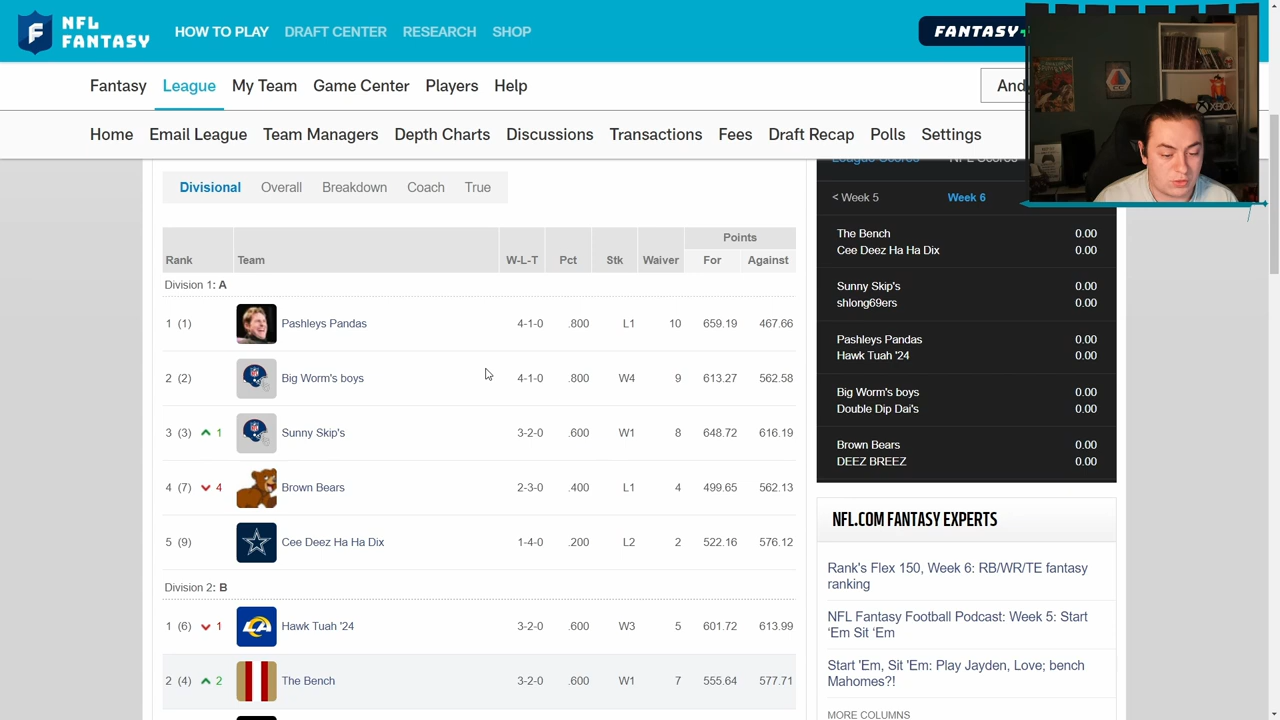 NFL
FANTASY
HOW TO PLAY
DRAFT CENTER
RESEARCH
SHOP
FANTASY+
Fantasy
League
My Team
Game Center
Players
Help
Home
Email League
Team Managers
Depth Charts
Discussions
Transactions
Fees
Draft Recap
Polls
Settings
XBOX
Divisional
Overall
Breakdown
Coach
True
Points
Rank Team W-L-T Pct Stk Waiver For Against
Division 1: A
1 (1) Pashleys Pandas 4-1-0 .800 L1 10 659.19 467.66
2 (2) Big Worm's boys 4-1-0 .800 W4 9 613.27 562.58
3 (3) 1 Sunny Skip's 3-2-0 .600 W1 8 648.72 616.19
4 (7) 4 Brown Bears 2-3-0 .400 L1 4 499.65 562.13
5 (9) Cee Deez Ha Ha Dix 1-4-0 .200 L2 2 522.16 576.12
Division 2: B
1 (6) 1 Hawk Tuah '24 3-2-0 .600 W3 5 601.72 613.99
2 (4) 2 The Bench 3-2-0 .600 W1 7 555.64 577.71
< Week 5
Week 6
The Bench 0.00
Cee Deez Ha Ha Dix 0.00
Sunny Skip's 0.00
shlong69ers 0.00
Pashleys Pandas 0.00
Hawk Tuah '24 0.00
Big Worm's boys 0.00
Double Dip Dai's 0.00
Brown Bears 0.00
DEEZ BREEZ 0.00
NFL.COM FANTASY EXPERTS
Rank's Flex 150, Week 6: RB/WR/TE fantasy
ranking
NFL Fantasy Football Podcast: Week 5: Start
'Em Sit 'Em
Start 'Em, Sit 'Em: Play Jayden, Love; bench
Mahomes?!
MORE COLUMNS